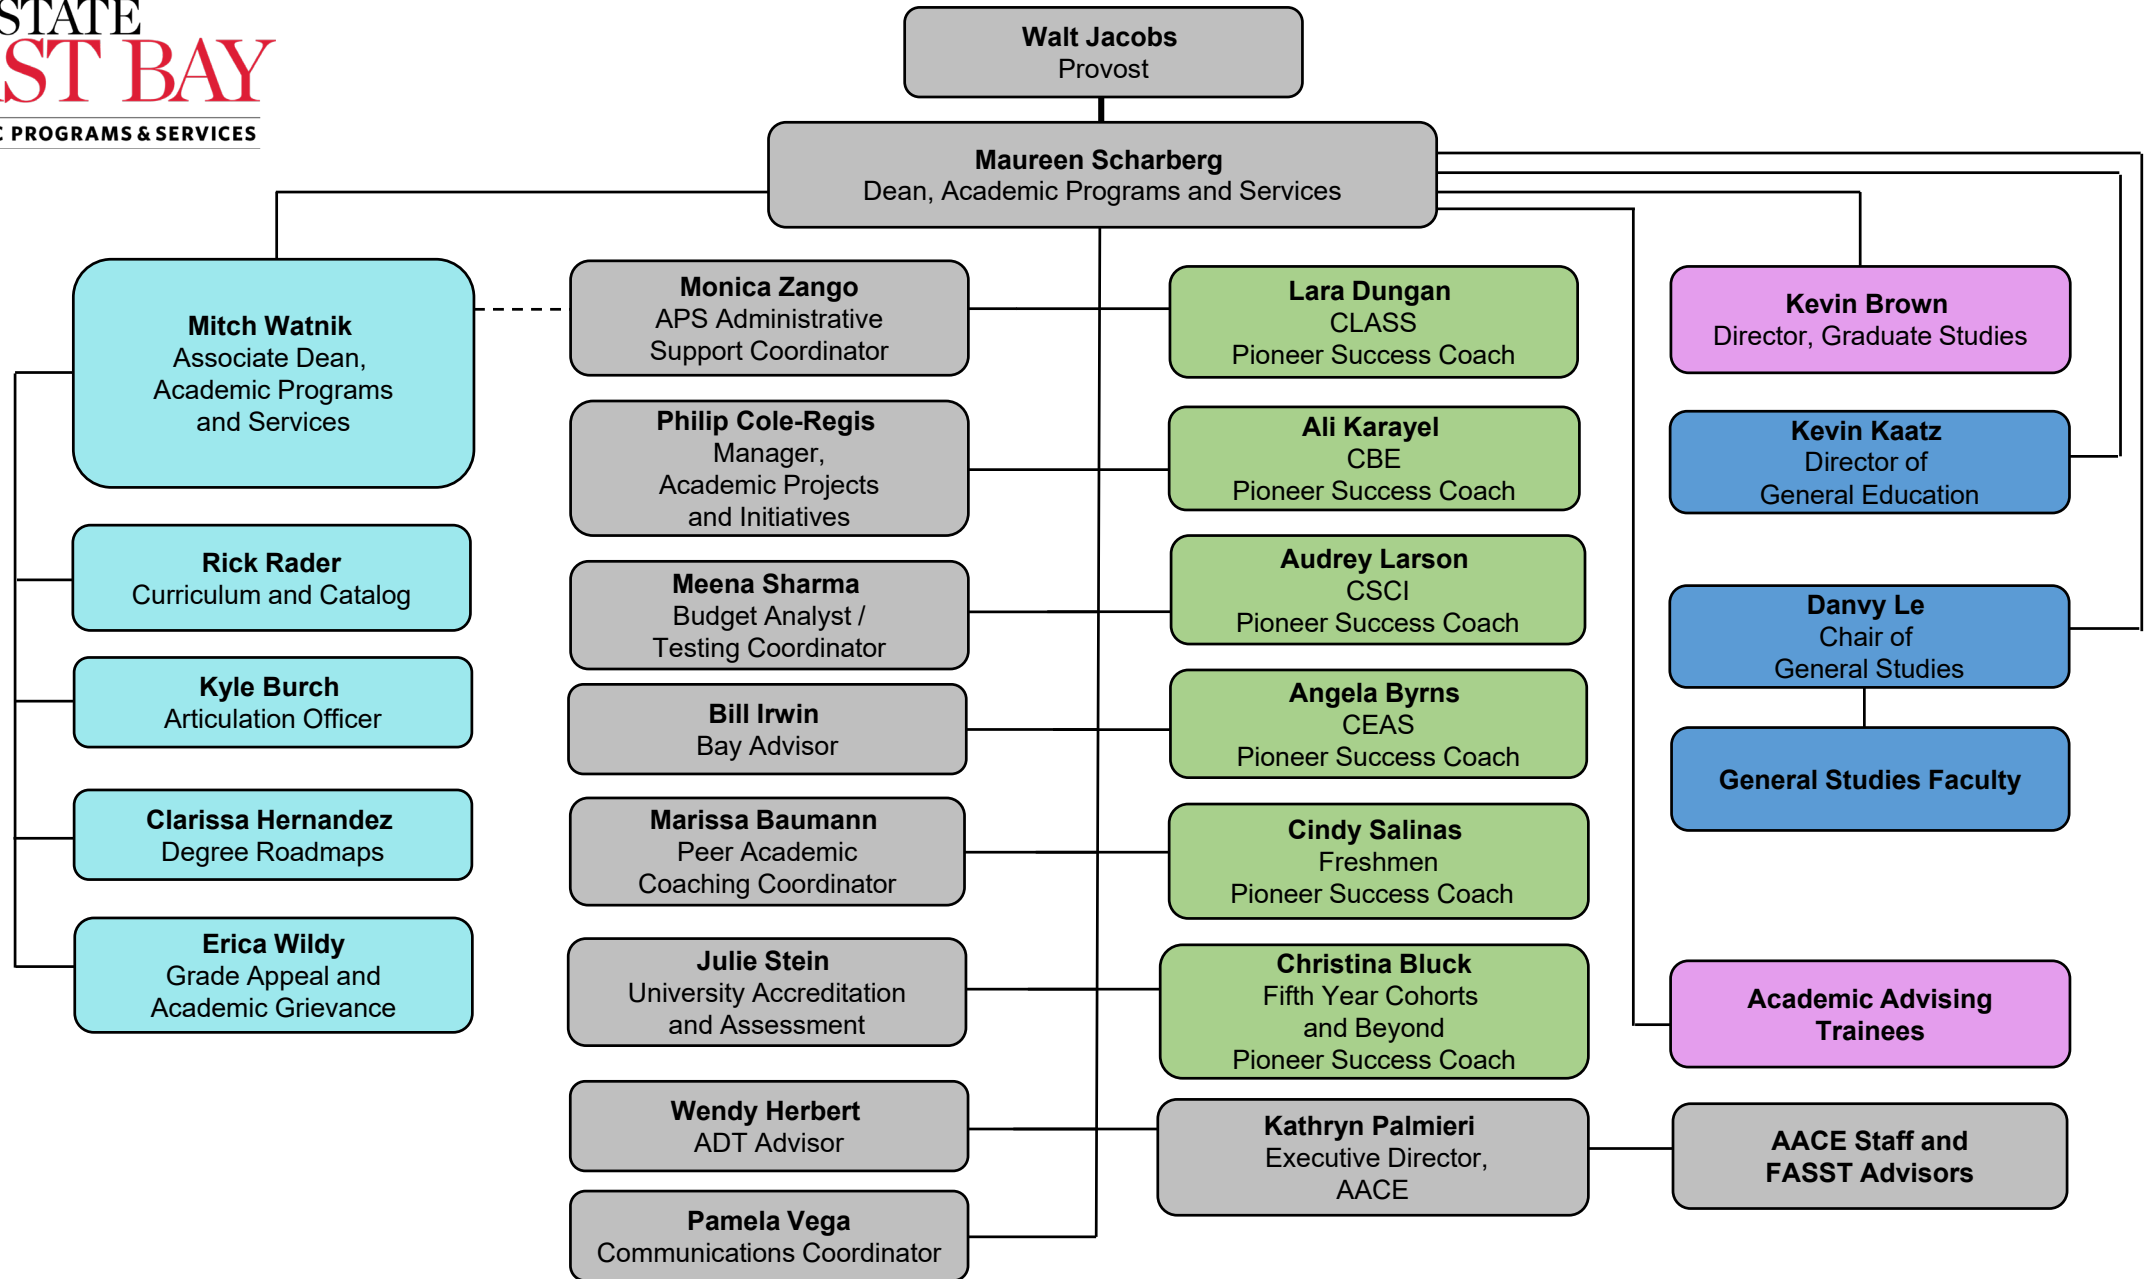 STATE
ST BAY
PROGRAMS & SERVICES
Walt Jacobs
Provost
Maureen Scharberg
Dean, Academic Programs and Services
Mitch Watnik
Associate Dean,
Academic Programs
and Services
Rick Rader
Curriculum and Catalog
Kyle Burch
Articulation Officer
Clarissa Hernandez
Degree Roadmaps
Erica Wildy
Grade Appeal and
Academic Grievance
Monica Zango
APS Administrative
Support Coordinator
Philip Cole-Regis
Manager,
Academic Projects
and Initiatives
Meena Sharma
Budget Analyst /
Testing Coordinator
Bill Irwin
Bay Advisor
Marissa Baumann
Peer Academic
Coaching Coordinator
Julie Stein
University Accreditation
and Assessment
Wendy Herbert
ADT Advisor
Pamela Vega
Communications Coordinator
Lara Dungan
CLASS
Pioneer Success Coach
Ali Karayel
CBE
Pioneer Success Coach
Audrey Larson
CSCI
Pioneer Success Coach
Angela Byrns
CEAS
Pioneer Success Coach
Cindy Salinas
Freshmen
Pioneer Success Coach
Christina Bluck
Fifth Year Cohorts
and Beyond
Pioneer Success Coach
Kathryn Palmieri
Executive Director,
AACE
Kevin Brown
Director, Graduate Studies
Kevin Kaatz
Director of
General Education
Danvy Le
Chair of
General Studies
General Studies Faculty
Academic Advising
Trainees
AACE Staff and
FASST Advisors